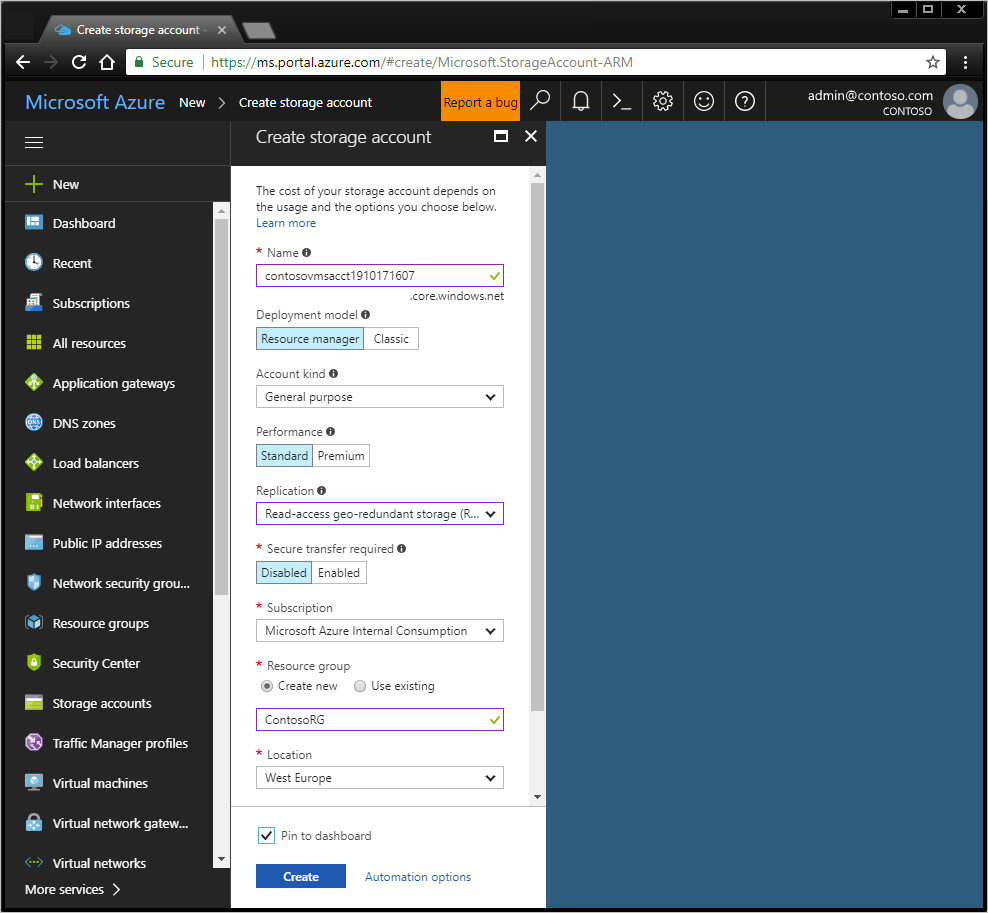 Create storage account -
Secure
https://ms.portal.azure.com/#create/Microsoft.StorageAccount-ARM
Microsoft Azure New > Create storage account
Report a bug
admin@contoso.com
CONTOSO
New
Dashboard
Recent
Subscriptions
All resources
Application gateways
DNS zones
DNS
Load balancers
Network interfaces
Public IP addresses
Network security grou...
Resource groups
Security Center
Storage accounts
Traffic Manager profiles
Virtual machines
Virtual network gatew...
Virtual networks
More services >
Create storage account
The cost of your storage account depends on
the usage and the options you choose below.
Learn more
* Name
contosovmsacct1910171607
.core.windows.net
Deployment model
Resource manager Classic
Account kind
General purpose
Performance
Standard Premium
Replication
Read-access geo-redundant storage (R...
* Secure transfer required
Disabled Enabled
* Subscription
Microsoft Azure Internal Consumption
* Resource group
Create new Use existing
ContosoRG
* Location
West Europe
Pin to dashboard
Create Automation options